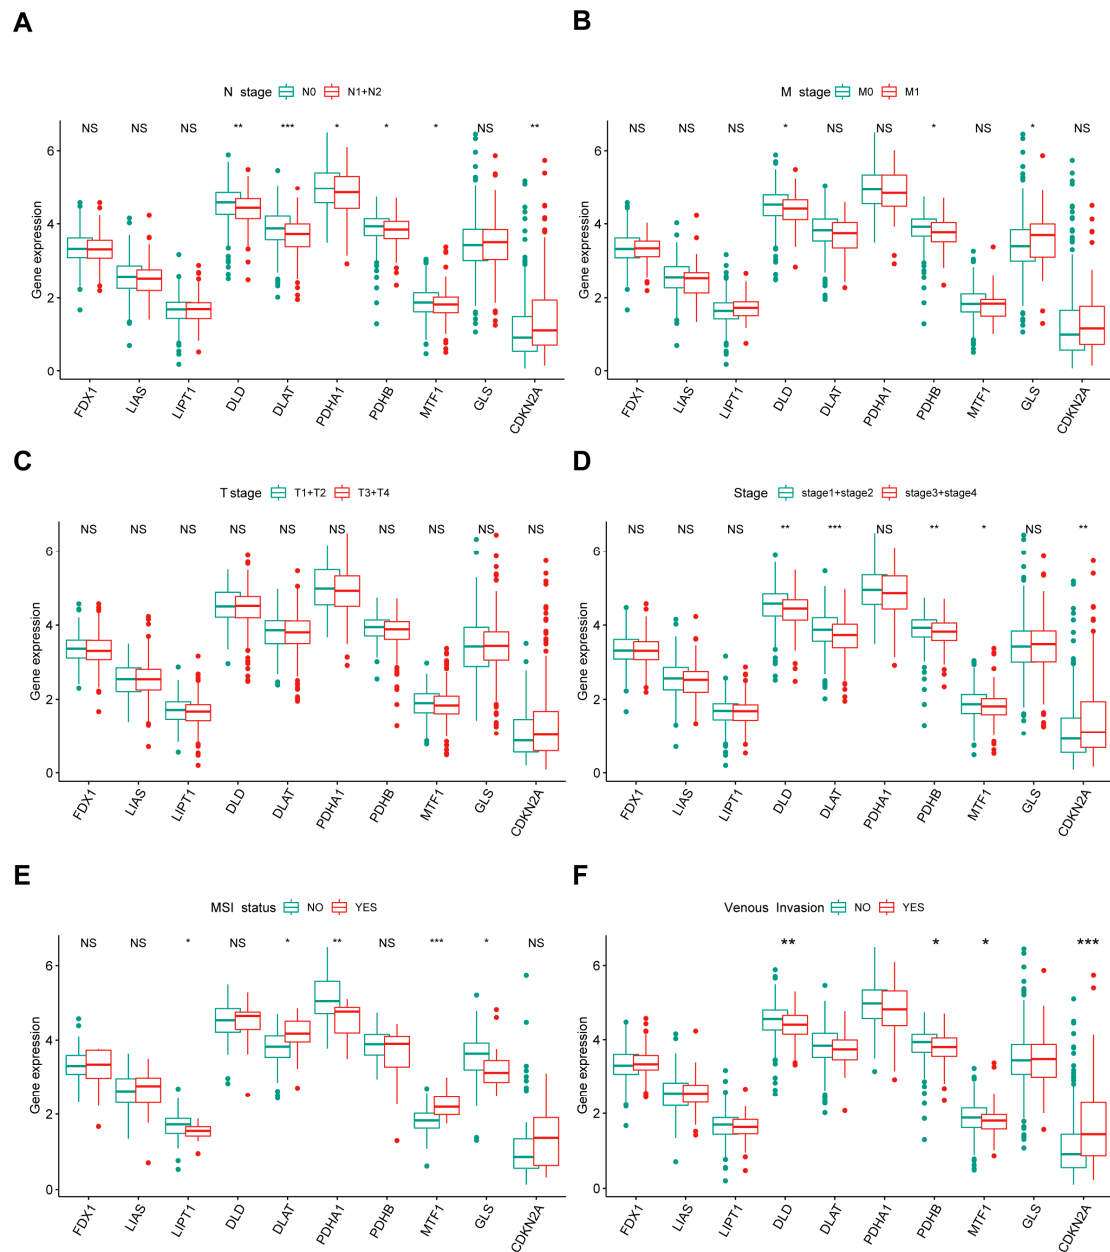 A
N stage N0 N1+N2
NS NS NS ** *** * * * NS **
Gene expression
6
4
2
0
FDX1 LIAS LIPT1 DLD DLAT PDHA1 PDHB MTF1 GLS CDKN2A
B
M stage M0 M1
NS NS NS * NS NS * NS * NS
Gene expression
6
4
2
0
FDX1 LIAS LIPT1 DLD DLAT PDHA1 PDHB MTF1 GLS CDKN2A
C
T stage T1+T2 T3+T4
NS NS NS NS NS NS NS NS NS NS
Gene expression
6
4
2
0
FDX1 LIAS LIPT1 DLD DLAT PDHA1 PDHB MTF1 GLS CDKN2A
D
Stage stage1+stage2 stage3+stage4
NS NS NS ** *** NS ** * NS **
Gene expression
6
4
2
0
FDX1 LIAS LIPT1 DLD DLAT PDHA1 PDHB MTF1 GLS CDKN2A
E
MSI status NO YES
NS NS * NS * ** NS *** * NS
Gene expression
6
4
2
0
FDX1 LIAS LIPT1 DLD DLAT PDHA1 PDHB MTF1 GLS CDKN2A
F
Venous Invasion NO YES
** * * ***
Gene expression
6
4
2
0
FDX1 LIAS LIPT1 DLD DLAT PDHA1 PDHB MTF1 GLS CDKN2A